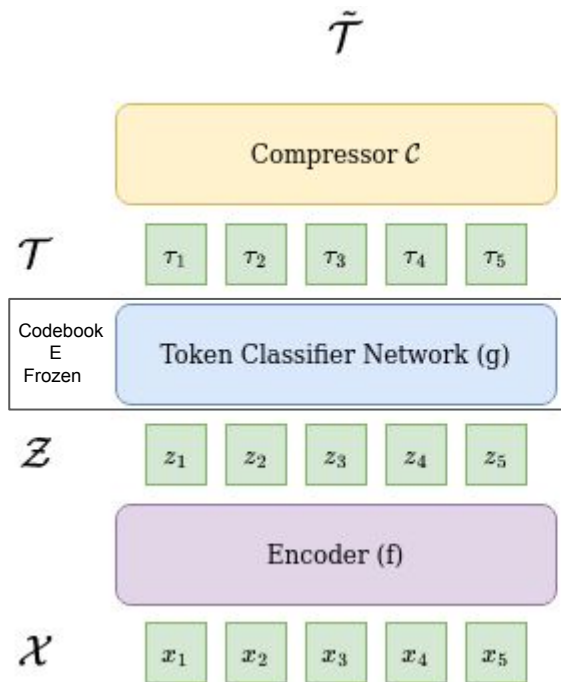 𝒯̃
Compressor 𝒞
𝒯 τ₁ τ₂ τ₃ τ₄ τ₅
Codebook
E
Frozen
Token Classifier Network (g)
𝒵 z₁ z₂ z₃ z₄ z₅
Encoder (f)
𝒳 x₁ x₂ x₃ x₄ x₅